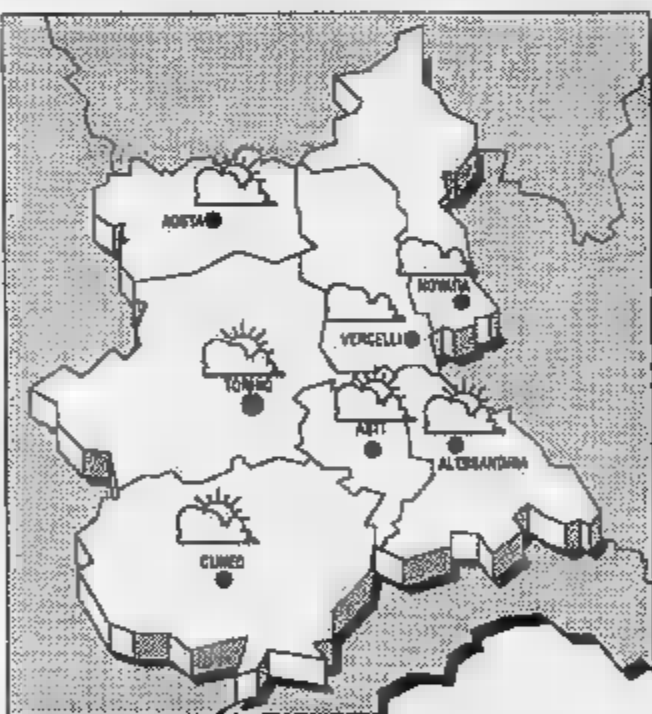 AOSTA
NOVARA
VERCELLI
TORINO
ASTI
ALESSANDRIA
CUNEO